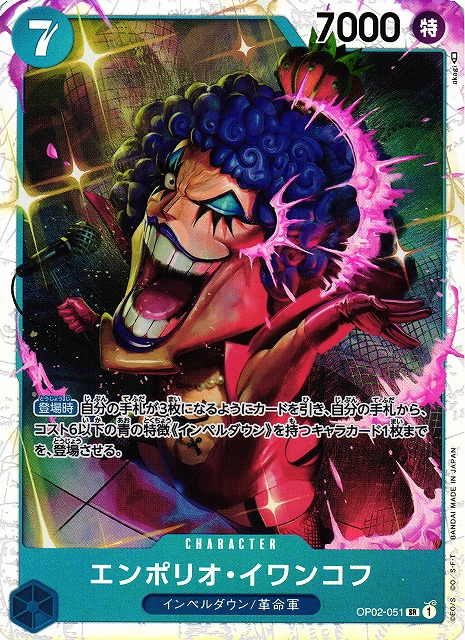 7
7000 特
akagi
登場時 自分の手札が3枚になるようにカードを引き、自分の手札から、
コスト6以下の青の特徴《インペルダウン》を持つキャラカード1枚まで
を、登場させる。
CHARACTER
エンポリオ・イワンコフ
インペルダウン/革命軍
OP02-051 SR 1
©EO/S ©O/S・F・T BANDAI MADE IN JAPAN